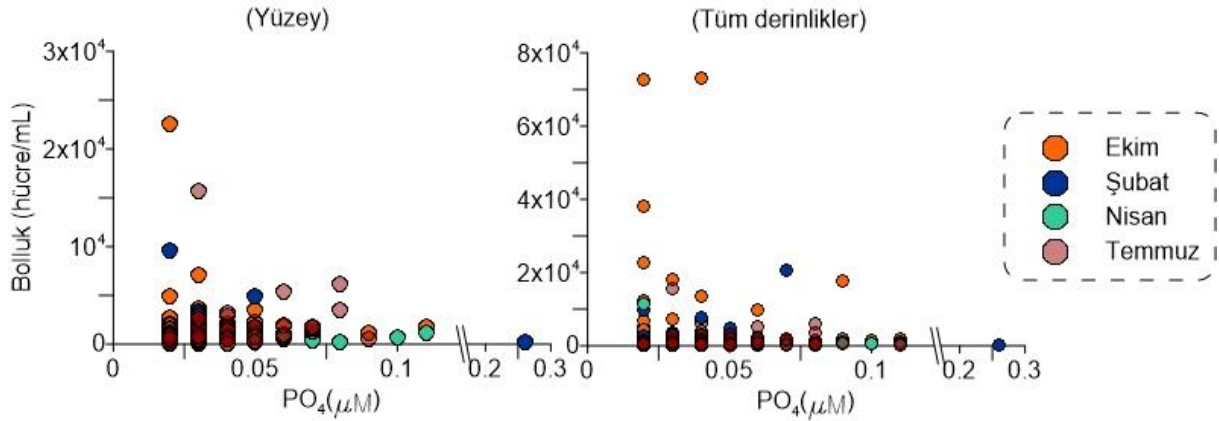 (Yüzey)
(Tüm derinlikler)
Bolluk (hücre/mL)
3x10⁴
2x10⁴
10⁴
0
0
0.05
0.1
0.2
0.3
PO₄(μM)
8x10⁴
6x10⁴
4x10⁴
2x10⁴
0
0
0.05
0.1
0.2
0.3
PO₄(μM)
Ekim
Şubat
Nisan
Temmuz